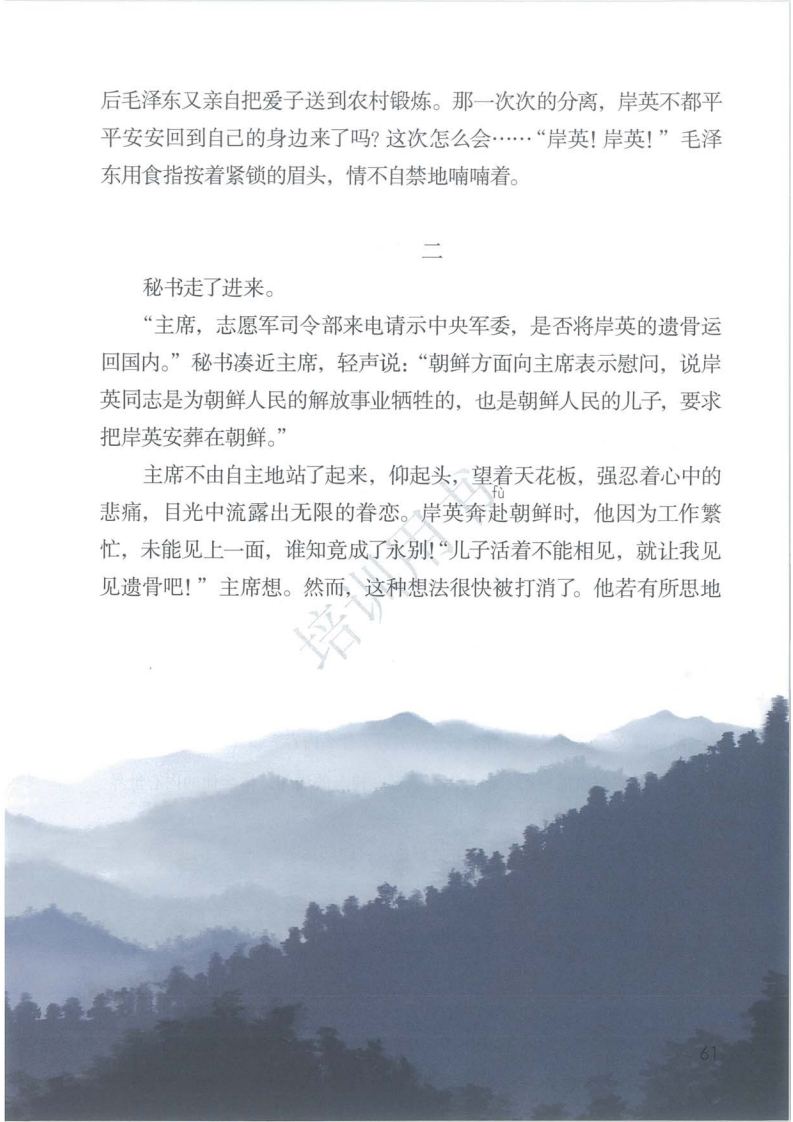 后毛泽东又亲自把爱子送到农村锻炼。那一次次的分离，岸英不都平
平安安回到自己的身边来了吗？这次怎么会……“岸英！岸英！”毛泽
东用食指按着紧锁的眉头，情不自禁地喃喃着。
二
秘书走了进来。
“主席，志愿军司令部来电请示中央军委，是否将岸英的遗骨运
回国内。”秘书凑近主席，轻声说：“朝鲜方面向主席表示慰问，说岸
英同志是为朝鲜人民的解放事业牺牲的，也是朝鲜人民的儿子，要求
把岸英安葬在朝鲜。”
主席不由自主地站了起来，仰起头，望着天花板，强忍着心中的
fù
悲痛，目光中流露出无限的眷恋。岸英奔赴朝鲜时，他因为工作繁
忙，未能见上一面，谁知竟成了永别！“儿子活着不能相见，就让我见
见遗骨吧！”主席想。然而，这种想法很快被打消了。他若有所思地
培训用书
61